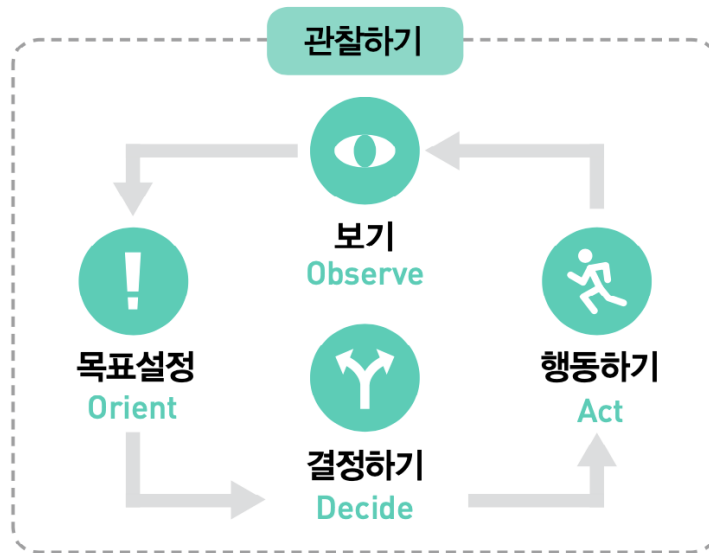 관찰하기
보기
Observe
목표설정
Orient
결정하기
Decide
행동하기
Act